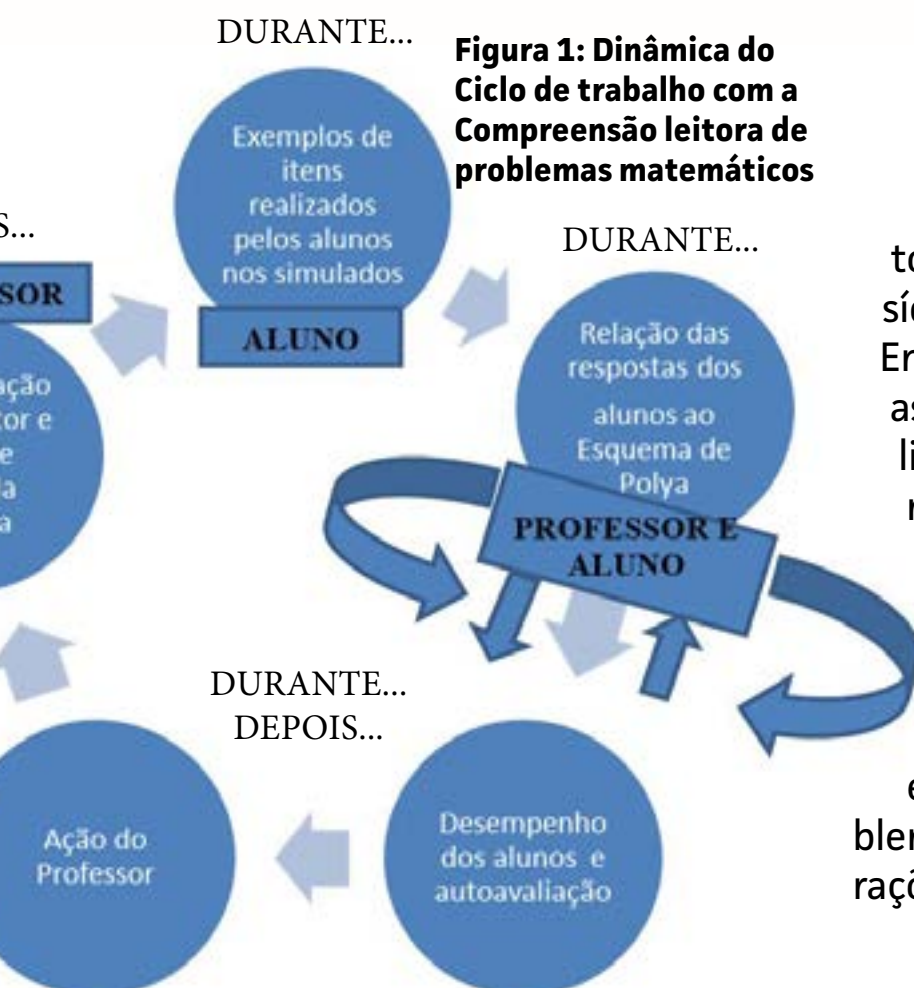 DURANTE...
Figura 1: Dinâmica do
Ciclo de trabalho com a
Compreensão leitora de
problemas matemáticos
Exemplos de
itens
realizados
pelos alunos
nos simulados
ALUNO
DURANTE...
Relação das
respostas dos
alunos ao
Esquema de
Polya
PROFESSOR E
ALUNO
DURANTE...
DEPOIS...
Desempenho
dos alunos e
autoavaliação
Ação do
Professor